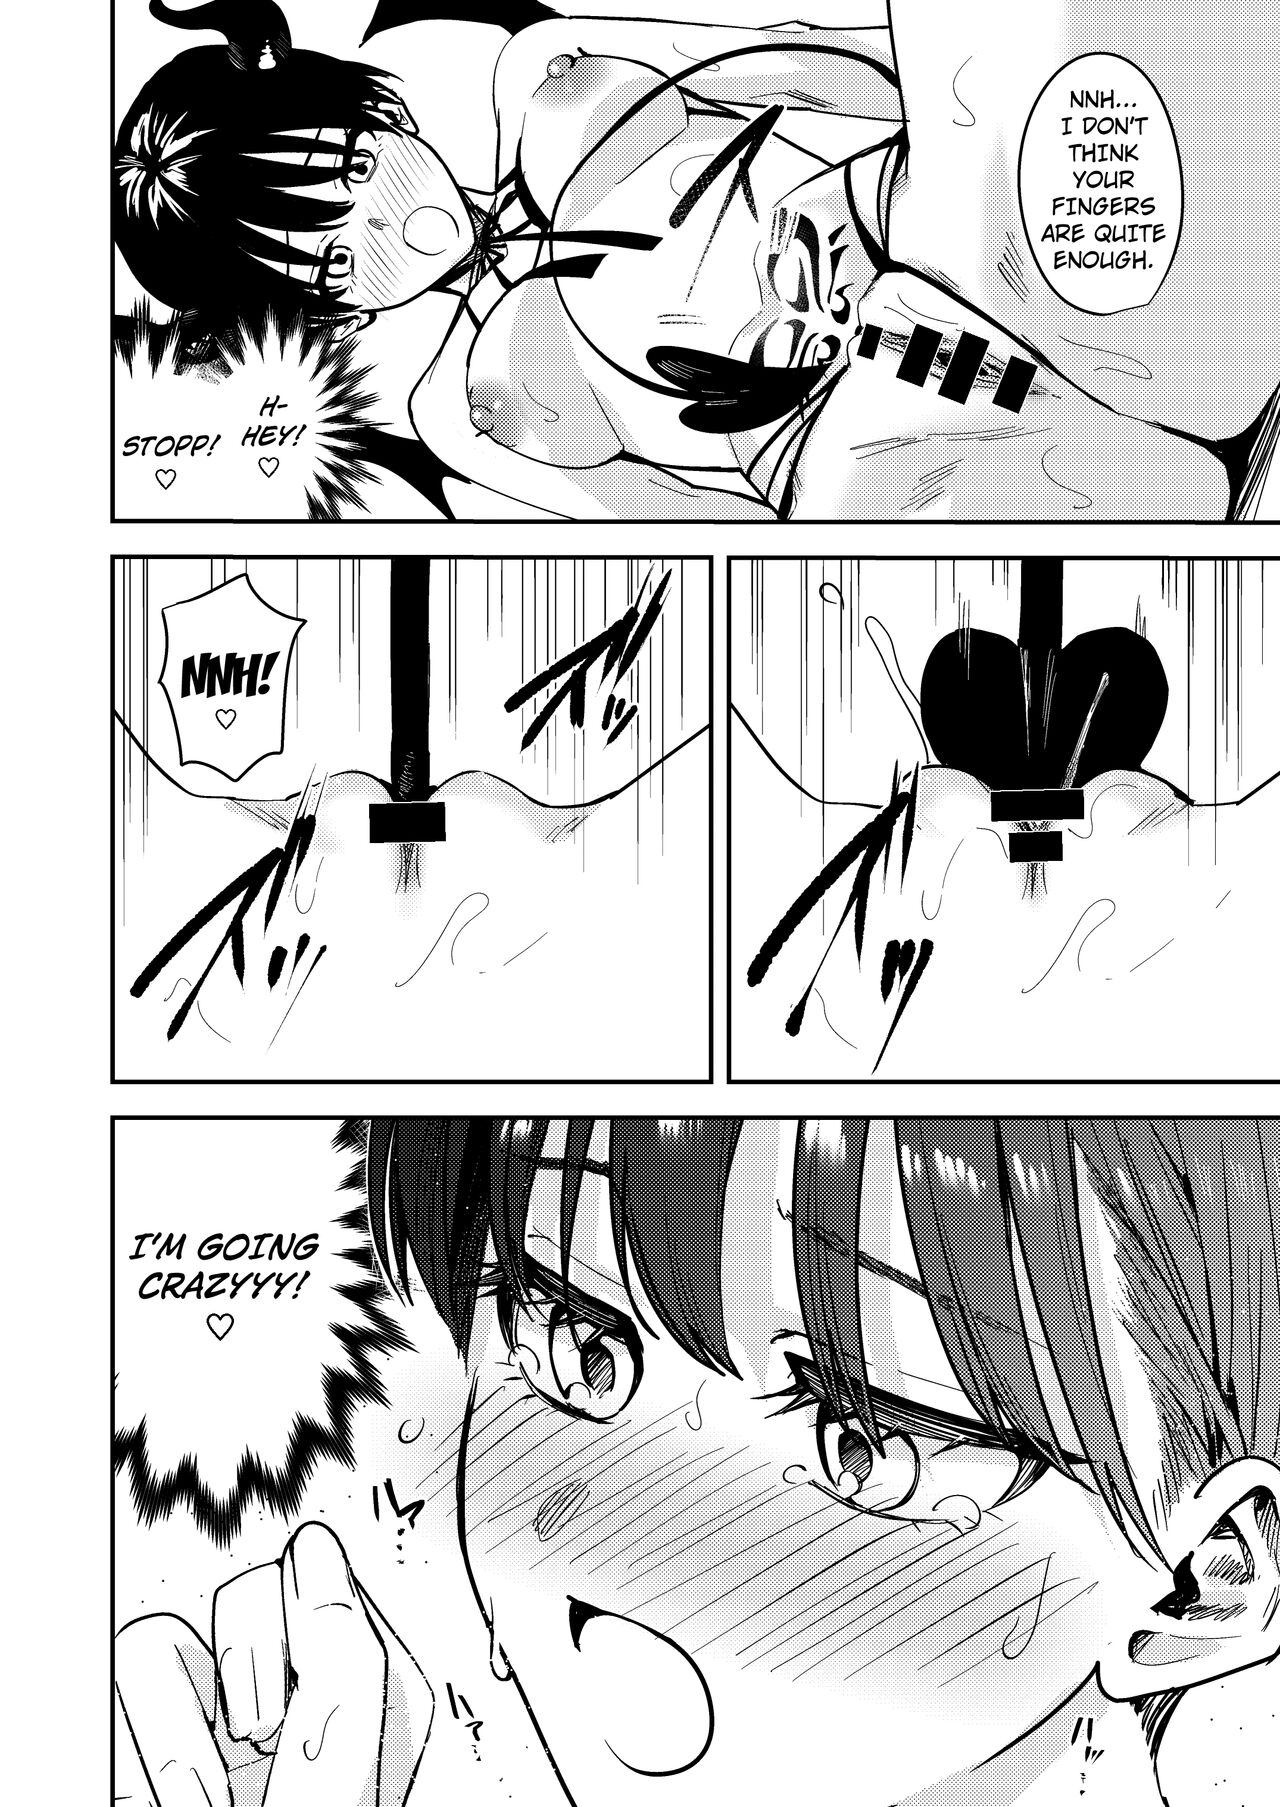 NNH...
I DON'T
THINK
YOUR
FINGERS
ARE QUITE
ENOUGH.
H-
HEY!
♡
STOPP!
♡
NNH!
♡
I'M GOING
CRAZYYY!
♡